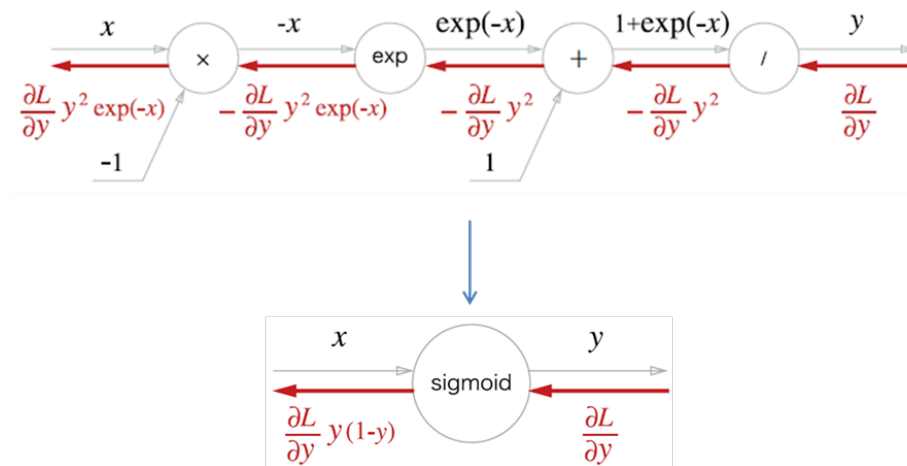 x -x exp(-x) 1+exp(-x) y
× exp + /
∂L/∂y y² exp(-x) -∂L/∂y y² exp(-x) -∂L/∂y y² -∂L/∂y y² ∂L/∂y
-1 1
x y
sigmoid
∂L/∂y y(1-y) ∂L/∂y